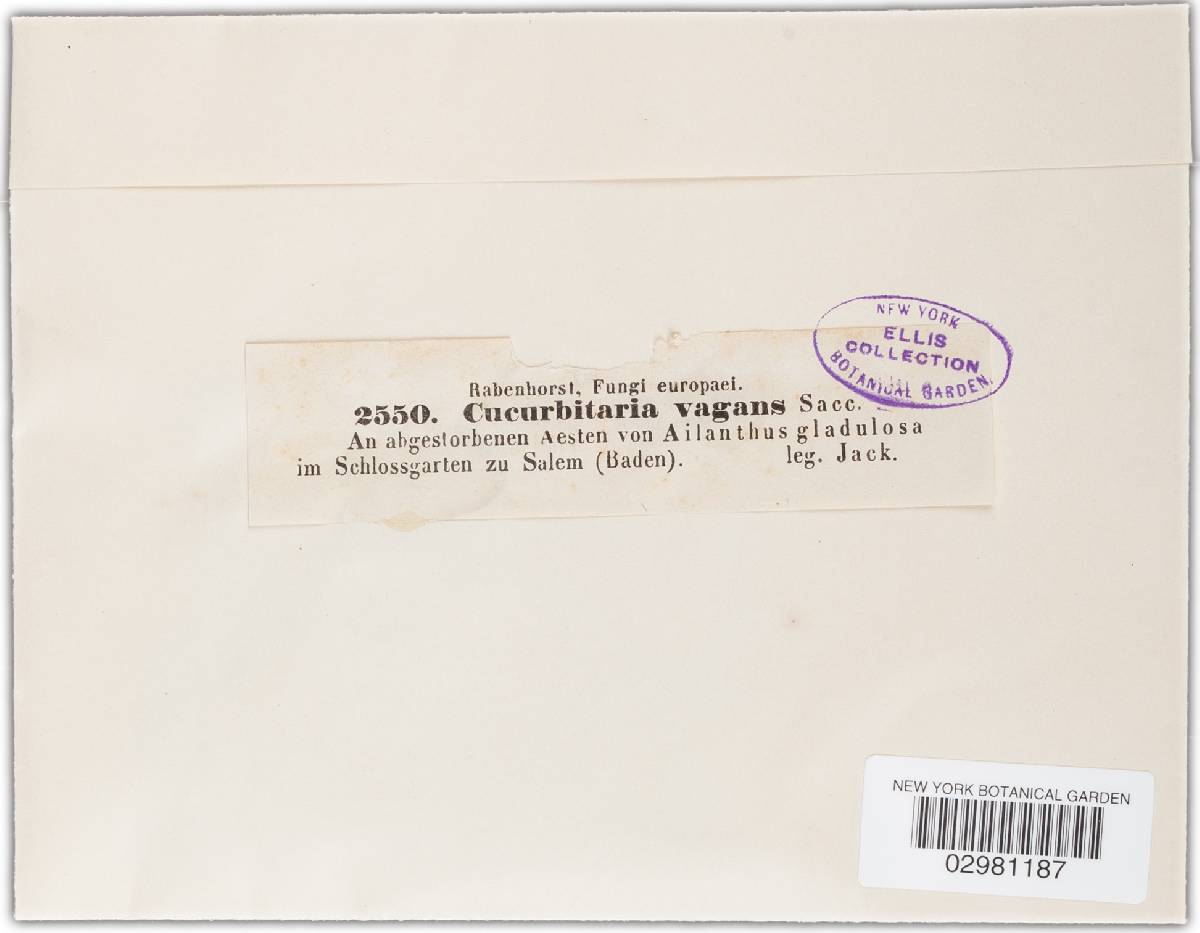 NEW YORK
ELLIS
COLLECTION
BOTANICAL GARDEN.
Rabenhorst, Fungi europaei.
2550. Cucurbitaria vagans Sacc.
An abgestorbenen Aesten von Ailanthus gladulosa
im Schlossgarten zu Salem (Baden). leg. Jack.
NEW YORK BOTANICAL GARDEN
02981187